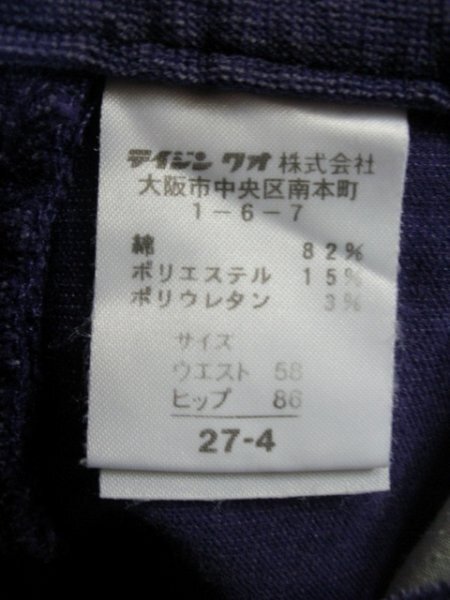 テイジン ワオ 株式会社
大阪市中央区南本町
1-6-7
綿 82%
ポリエステル 15%
ポリウレタン 3%
サイズ
ウエスト 58
ヒップ 86
27-4